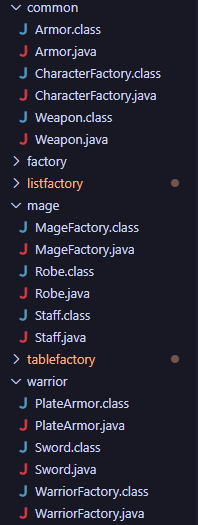 common
J Armor.class
J Armor.java
J CharacterFactory.class
J CharacterFactory.java
J Weapon.class
J Weapon.java
factory
listfactory
mage
J MageFactory.class
J MageFactory.java
J Robe.class
J Robe.java
J Staff.class
J Staff.java
tablefactory
warrior
J PlateArmor.class
J PlateArmor.java
J Sword.class
J Sword.java
J WarriorFactory.class
J WarriorFactory.java